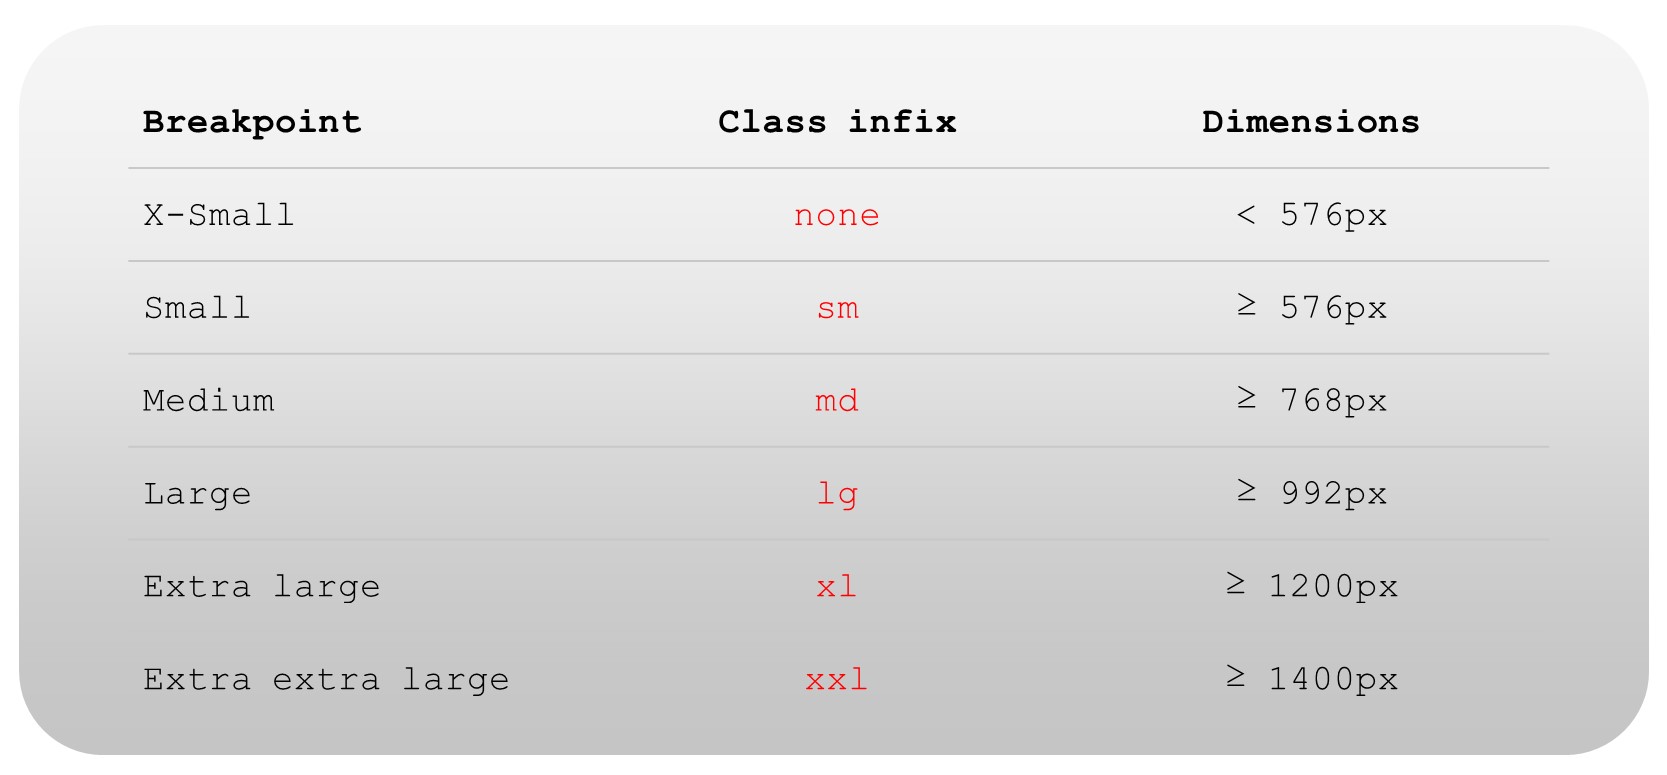 Breakpoint Class infix Dimensions
X-Small none < 576px
Small sm ≥ 576px
Medium md ≥ 768px
Large lg ≥ 992px
Extra large xl ≥ 1200px
Extra extra large xxl ≥ 1400px